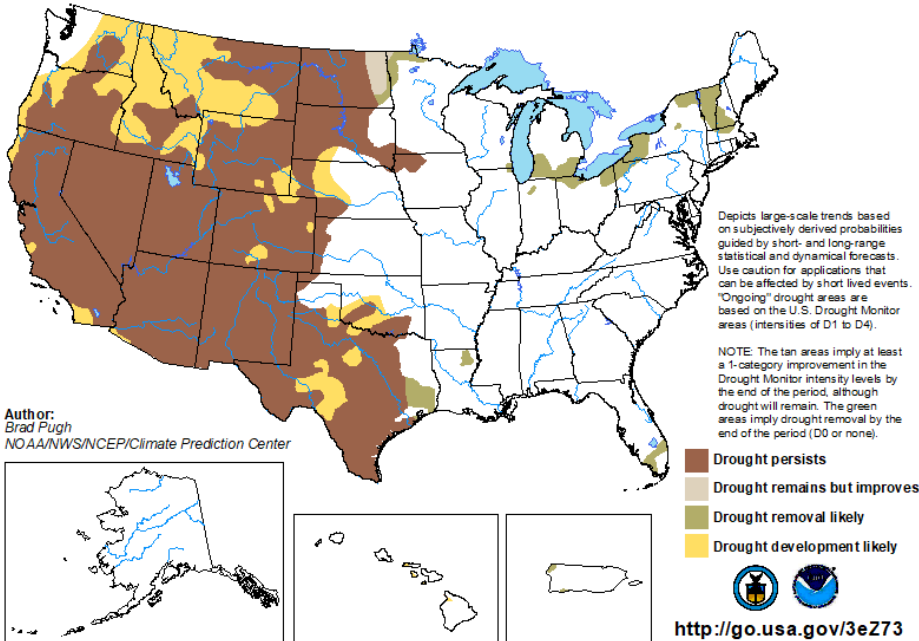 Depicts large-scale trends based
on subjectively derived probabilities
guided by short- and long-range
statistical and dynamical forecasts.
Use caution for applications that
can be affected by short lived events.
"Ongoing" drought areas are
based on the U.S. Drought Monitor
areas (intensities of D1 to D4).
NOTE: The tan areas imply at least
a 1-category improvement in the
Drought Monitor intensity levels by
the end of the period, although
drought will remain. The green
areas imply drought removal by the
end of the period (D0 or none).
Author:
Brad Pugh
NOAA/NWS/NCEP/Climate Prediction Center
Drought persists
Drought remains but improves
Drought removal likely
Drought development likely
http://go.usa.gov/3eZ73